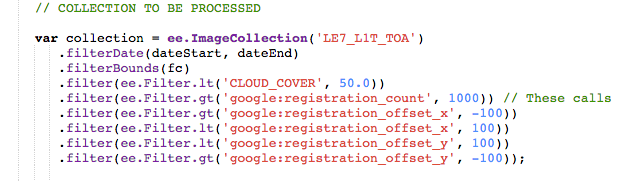 // COLLECTION TO BE PROCESSED
var collection = ee.ImageCollection('LE7_L1T_TOA')
.filterDate(dateStart, dateEnd)
.filterBounds(fc)
.filter(ee.Filter.lt('CLOUD_COVER', 50.0))
.filter(ee.Filter.gt('google:registration_count', 1000)) // These calls
.filter(ee.Filter.gt('google:registration_offset_x', -100))
.filter(ee.Filter.lt('google:registration_offset_x', 100))
.filter(ee.Filter.lt('google:registration_offset_y', 100))
.filter(ee.Filter.gt('google:registration_offset_y', -100));